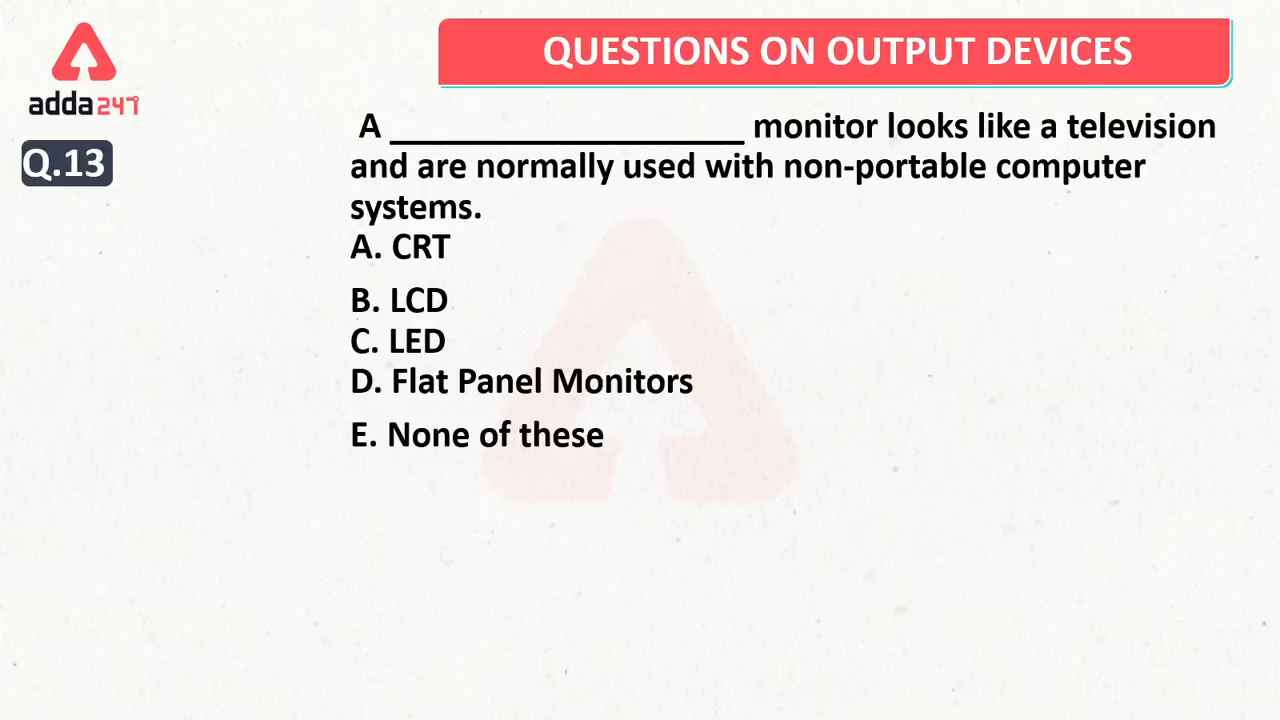 adda247
QUESTIONS ON OUTPUT DEVICES
Q.13
A ____________________ monitor looks like a television
and are normally used with non-portable computer
systems.
A. CRT
B. LCD
C. LED
D. Flat Panel Monitors
E. None of these